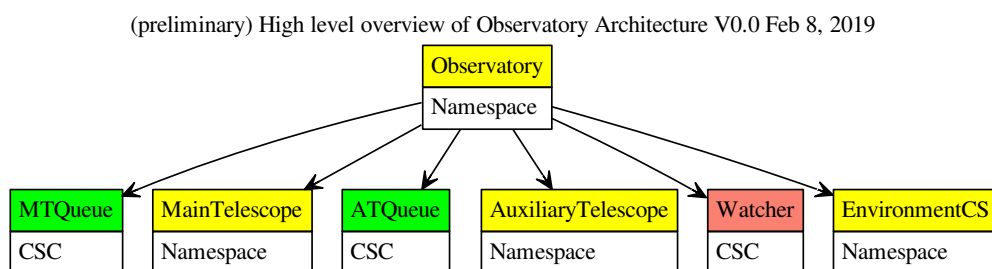 (preliminary) High level overview of Observatory Architecture V0.0 Feb 8, 2019
Observatory
Namespace
MTQueue MainTelescope ATQueue AuxiliaryTelescope Watcher EnvironmentCS
CSC Namespace CSC Namespace CSC Namespace